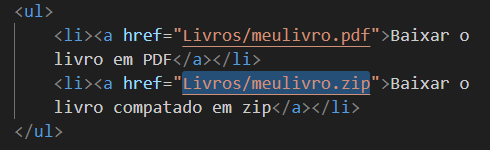 <ul>
<li><a href="Livros/meulivro.pdf">Baixar o
livro em PDF</a></li>
<li><a href="Livros/meulivro.zip">Baixar o
livro compatado em zip</a></li>
</ul>